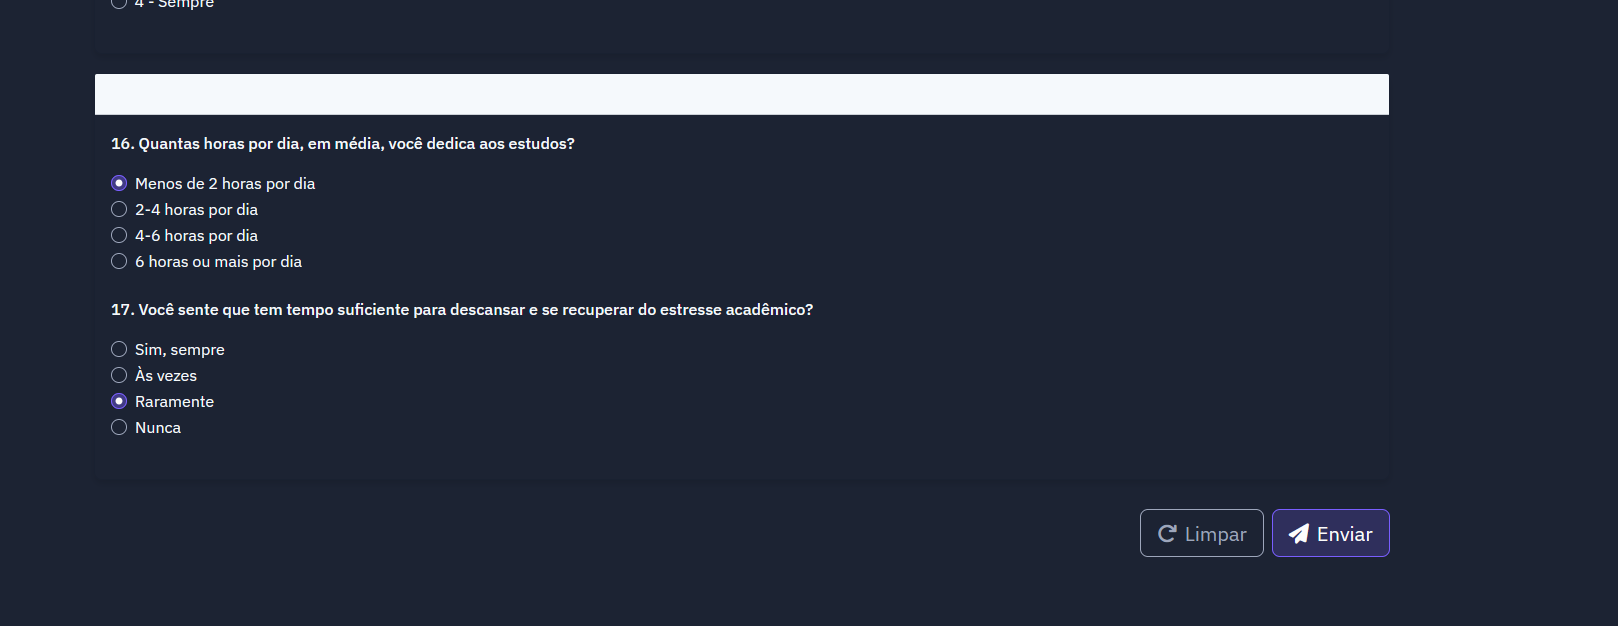 4 - Sempre
16. Quantas horas por dia, em média, você dedica aos estudos?
Menos de 2 horas por dia
2-4 horas por dia
4-6 horas por dia
6 horas ou mais por dia
17. Você sente que tem tempo suficiente para descansar e se recuperar do estresse acadêmico?
Sim, sempre
Às vezes
Raramente
Nunca
Limpar
Enviar